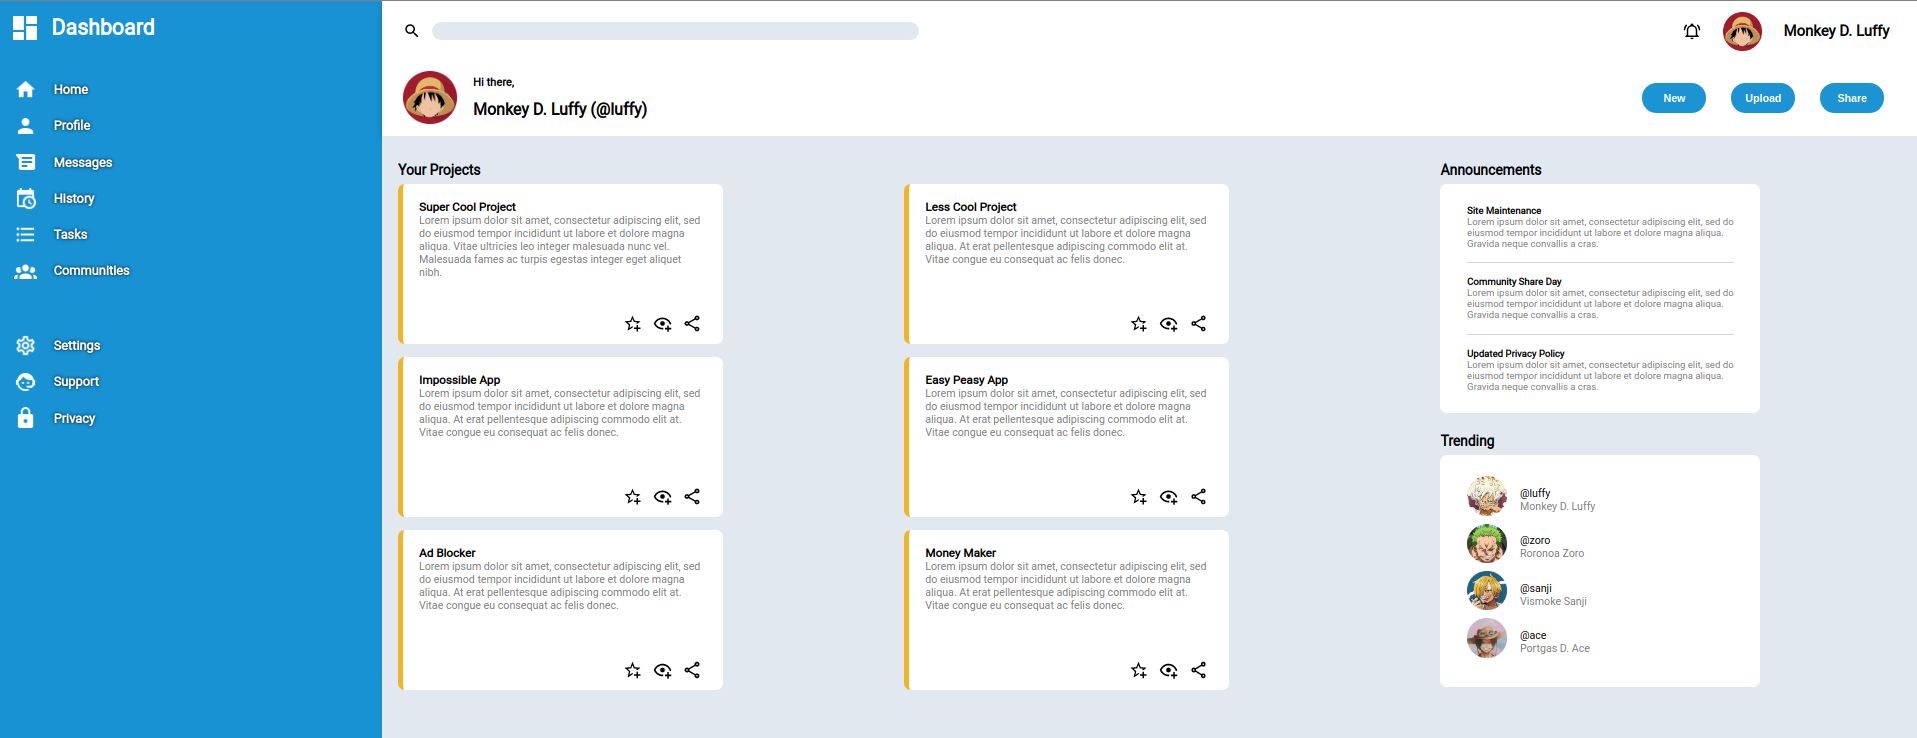 Dashboard
Home
Profile
Messages
History
Tasks
Communities
Settings
Support
Privacy
Monkey D. Luffy
Hi there,
Monkey D. Luffy (@luffy)
New
Upload
Share
Your Projects
Super Cool Project
Lorem ipsum dolor sit amet, consectetur adipiscing elit, sed
do eiusmod tempor incididunt ut labore et dolore magna
aliqua. Vitae ultricies leo integer malesuada nunc vel.
Malesuada fames ac turpis egestas integer eget aliquet
nibh.
Less Cool Project
Lorem ipsum dolor sit amet, consectetur adipiscing elit, sed
do eiusmod tempor incididunt ut labore et dolore magna
aliqua. At erat pellentesque adipiscing commodo elit at.
Vitae congue eu consequat ac felis donec.
Impossible App
Lorem ipsum dolor sit amet, consectetur adipiscing elit, sed
do eiusmod tempor incididunt ut labore et dolore magna
aliqua. At erat pellentesque adipiscing commodo elit at.
Vitae congue eu consequat ac felis donec.
Easy Peasy App
Lorem ipsum dolor sit amet, consectetur adipiscing elit, sed
do eiusmod tempor incididunt ut labore et dolore magna
aliqua. At erat pellentesque adipiscing commodo elit at.
Vitae congue eu consequat ac felis donec.
Ad Blocker
Lorem ipsum dolor sit amet, consectetur adipiscing elit, sed
do eiusmod tempor incididunt ut labore et dolore magna
aliqua. At erat pellentesque adipiscing commodo elit at.
Vitae congue eu consequat ac felis donec.
Money Maker
Lorem ipsum dolor sit amet, consectetur adipiscing elit, sed
do eiusmod tempor incididunt ut labore et dolore magna
aliqua. At erat pellentesque adipiscing commodo elit at.
Vitae congue eu consequat ac felis donec.
Announcements
Site Maintenance
Lorem ipsum dolor sit amet, consectetur adipiscing elit, sed do
eiusmod tempor incididunt ut labore et dolore magna aliqua.
Gravida neque convallis a cras.
Community Share Day
Lorem ipsum dolor sit amet, consectetur adipiscing elit, sed do
eiusmod tempor incididunt ut labore et dolore magna aliqua.
Gravida neque convallis a cras.
Updated Privacy Policy
Lorem ipsum dolor sit amet, consectetur adipiscing elit, sed do
eiusmod tempor incididunt ut labore et dolore magna aliqua.
Gravida neque convallis a cras.
Trending
@luffy
Monkey D. Luffy
@zoro
Roronoa Zoro
@sanji
Vismoke Sanji
@ace
Portgas D. Ace